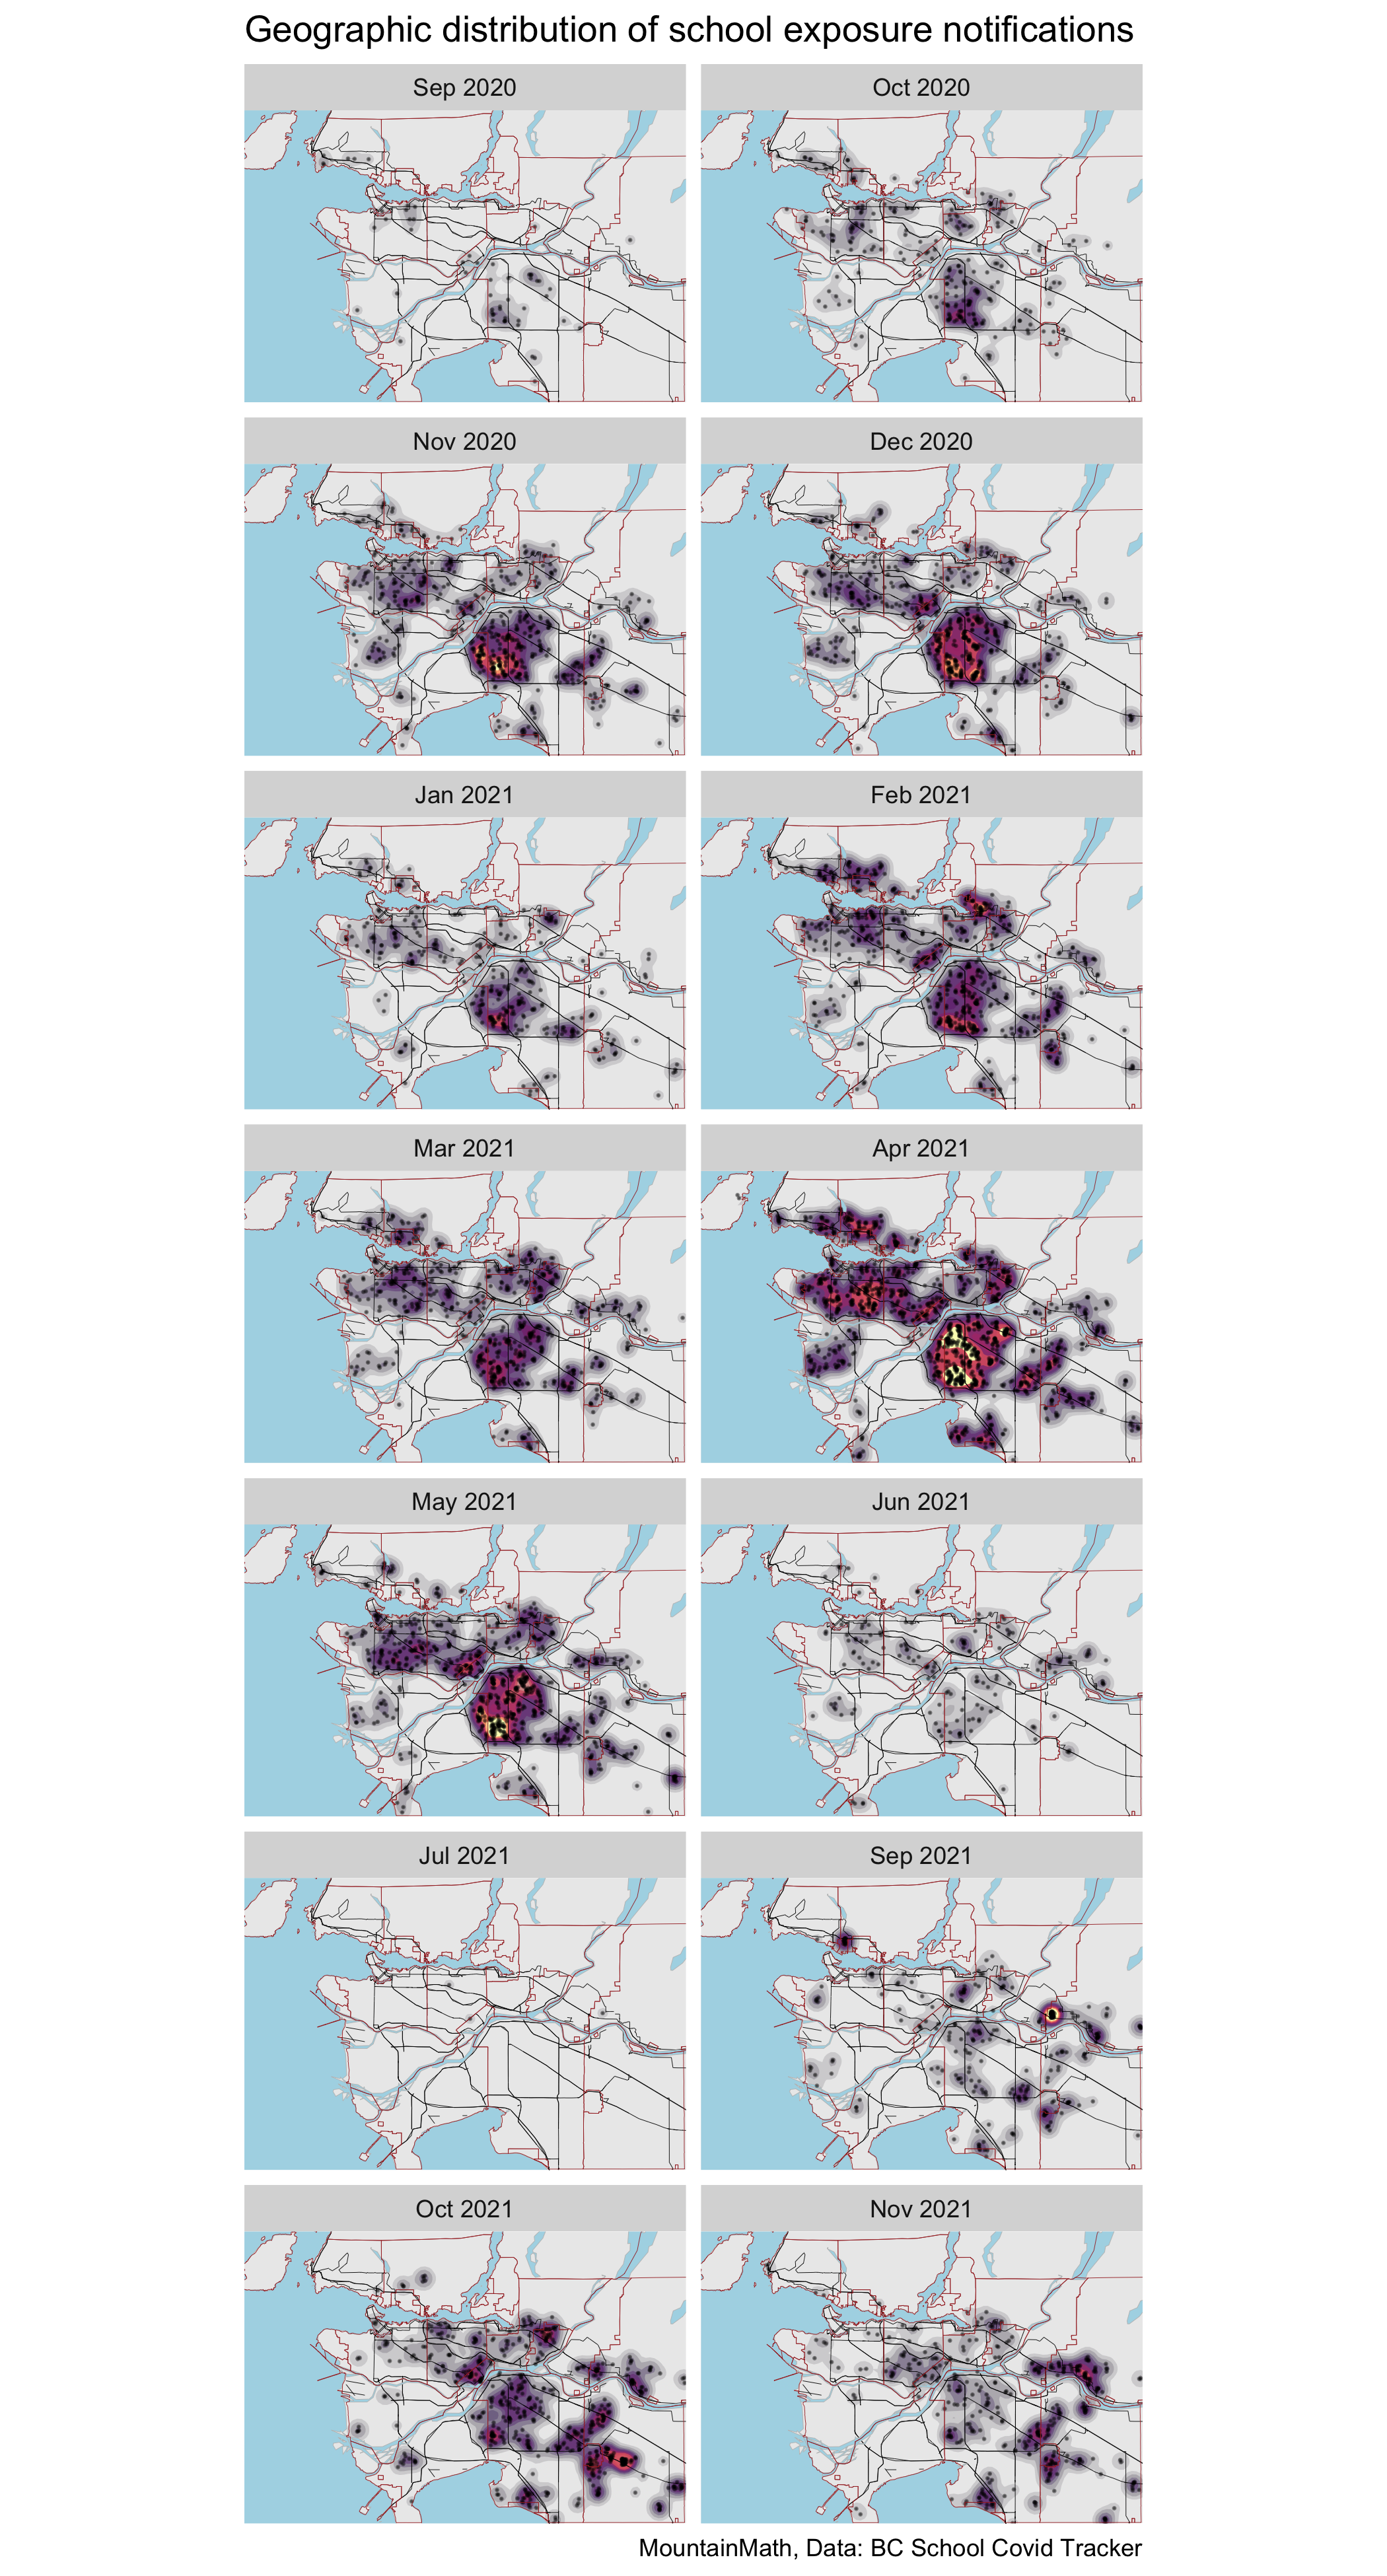 Geographic distribution of school exposure notifications
Sep 2020
Oct 2020
Nov 2020
Dec 2020
Jan 2021
Feb 2021
Mar 2021
Apr 2021
May 2021
Jun 2021
Jul 2021
Sep 2021
Oct 2021
Nov 2021
MountainMath, Data: BC School Covid Tracker